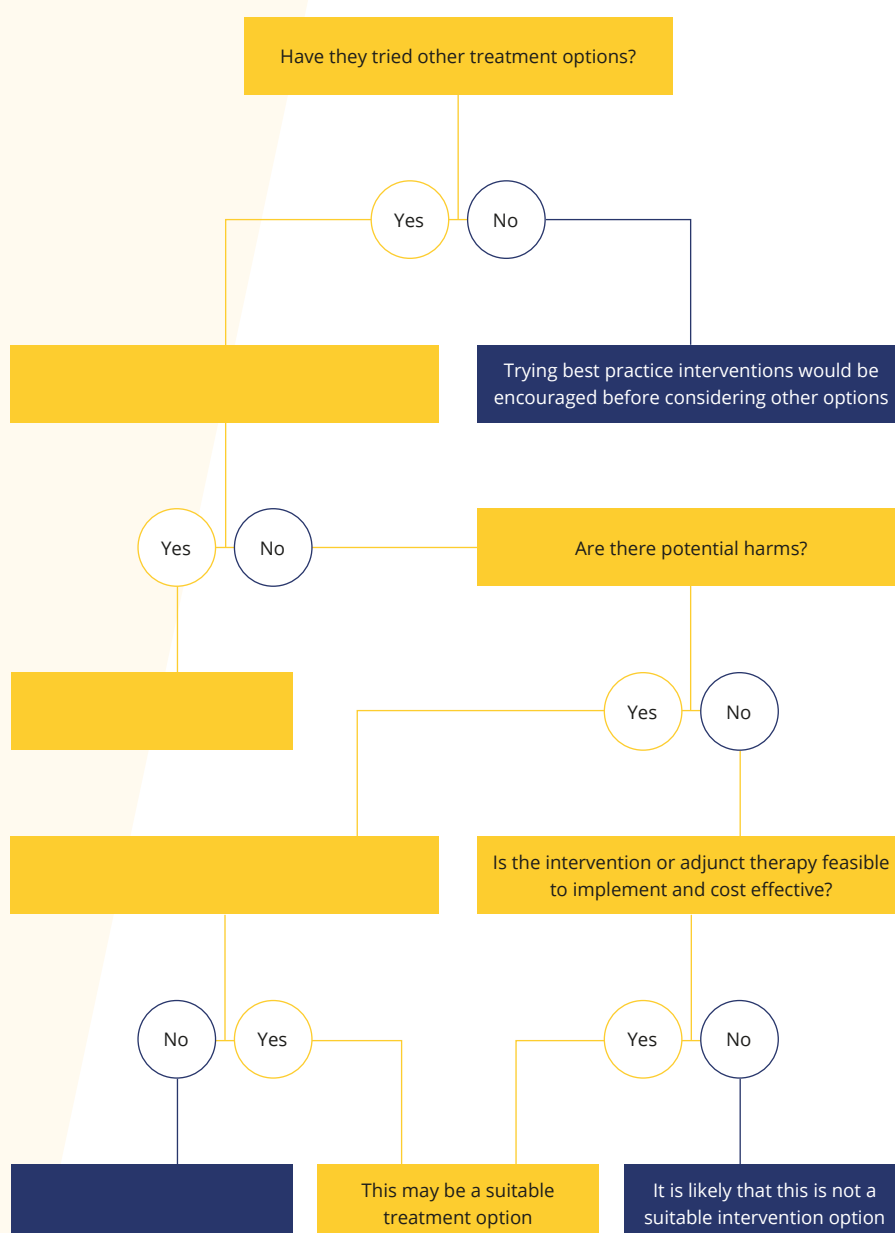 Have they tried other treatment options?
Yes
No
Trying best practice interventions would be
encouraged before considering other options
Yes
No
Are there potential harms?
Yes
No
Is the intervention or adjunct therapy feasible
to implement and cost effective?
No
Yes
Yes
No
This may be a suitable
treatment option
It is likely that this is not a
suitable intervention option